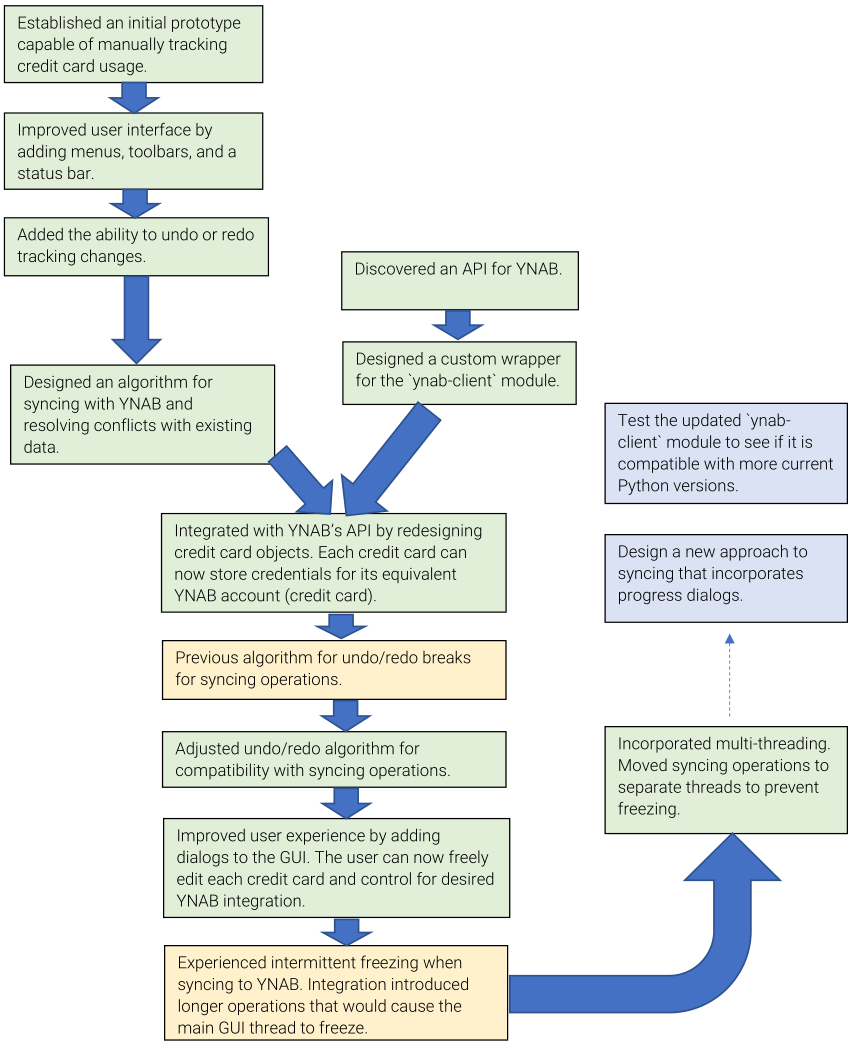 Established an initial prototype
capable of manually tracking
credit card usage.
Improved user interface by
adding menus, toolbars, and a
status bar.
Added the ability to undo or redo
tracking changes.
Discovered an API for YNAB.
Designed a custom wrapper
for the `ynab-client` module.
Designed an algorithm for
syncing with YNAB and
resolving conflicts with existing
data.
Integrated with YNAB’s API by redesigning
credit card objects. Each credit card can
now store credentials for its equivalent
YNAB account (credit card).
Previous algorithm for undo/redo breaks
for syncing operations.
Adjusted undo/redo algorithm for
compatibility with syncing operations.
Improved user experience by adding
dialogs to the GUI. The user can now freely
edit each credit card and control for desired
YNAB integration.
Experienced intermittent freezing when
syncing to YNAB. Integration introduced
longer operations that would cause the
main GUI thread to freeze.
Incorporated multi-threading.
Moved syncing operations to
separate threads to prevent
freezing.
Design a new approach to
syncing that incorporates
progress dialogs.
Test the updated `ynab-
client` module to see if it is
compatible with more current
Python versions.